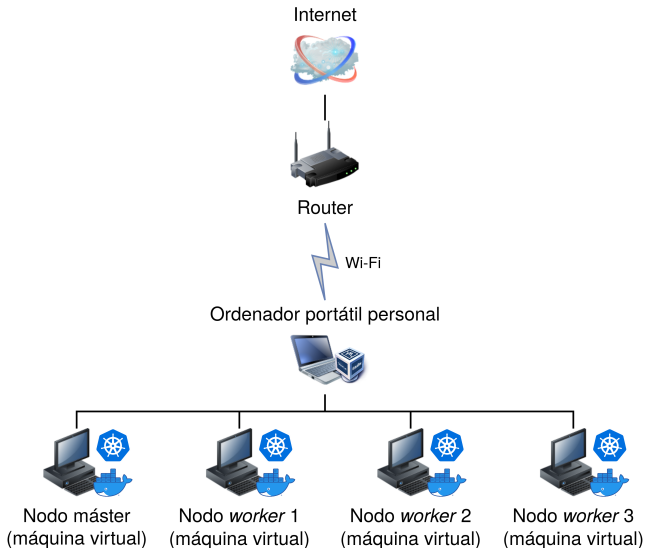 Internet
Router
Wi-Fi
Ordenador portátil personal
Nodo máster
(máquina virtual)
Nodo worker 1
(máquina virtual)
Nodo worker 2
(máquina virtual)
Nodo worker 3
(máquina virtual)